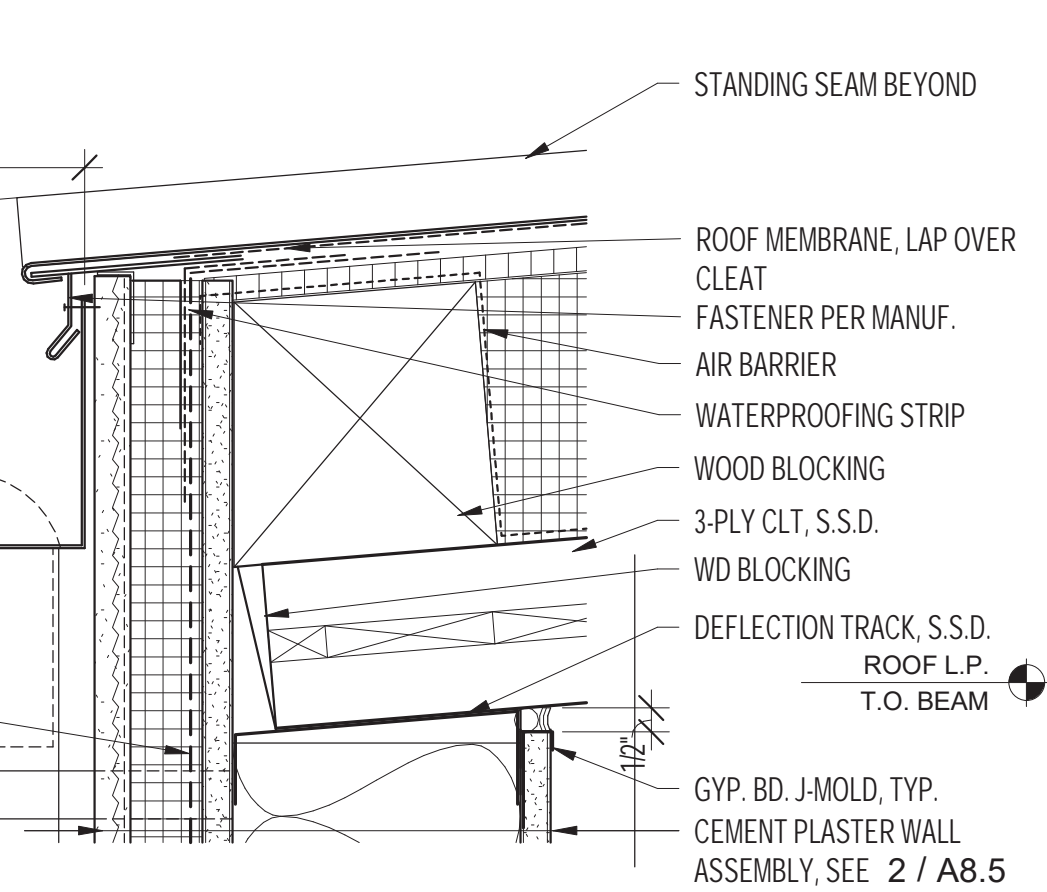 STANDING SEAM BEYOND
ROOF MEMBRANE, LAP OVER
CLEAT
FASTENER PER MANUF.
AIR BARRIER
WATERPROOFING STRIP
WOOD BLOCKING
3-PLY CLT, S.S.D.
WD BLOCKING
DEFLECTION TRACK, S.S.D.
ROOF L.P.
T.O. BEAM
1/2"
GYP. BD. J-MOLD, TYP.
CEMENT PLASTER WALL
ASSEMBLY, SEE 2 / A8.5